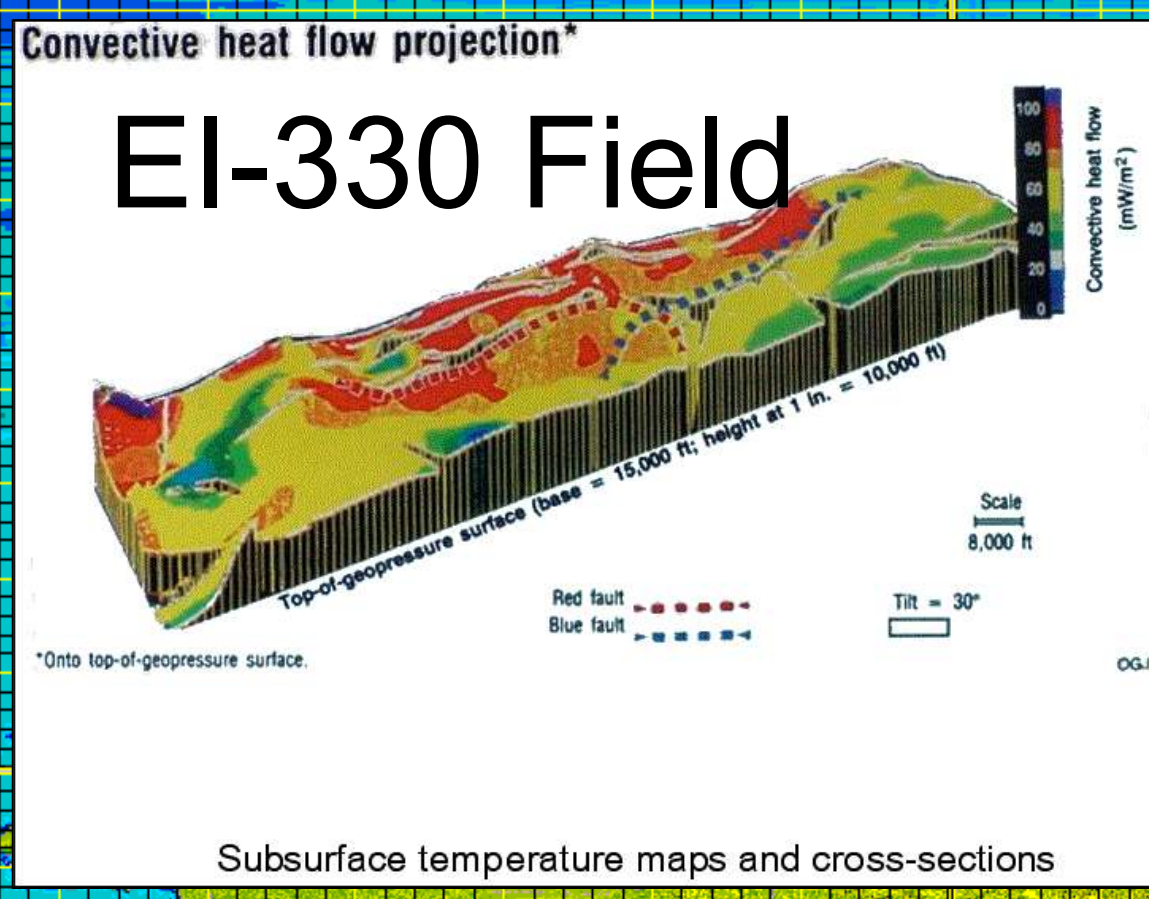 Convective heat flow projection*
EI-330 Field
100
80
60
40
20
0
Convective heat flow
(mW/m²)
Top-of-geopressure surface (base = 15,000 ft; height at 1 in. = 10,000 ft)
Scale
8,000 ft
Red fault
Blue fault
Tilt = 30°
*Onto top-of-geopressure surface.
Subsurface temperature maps and cross-sections